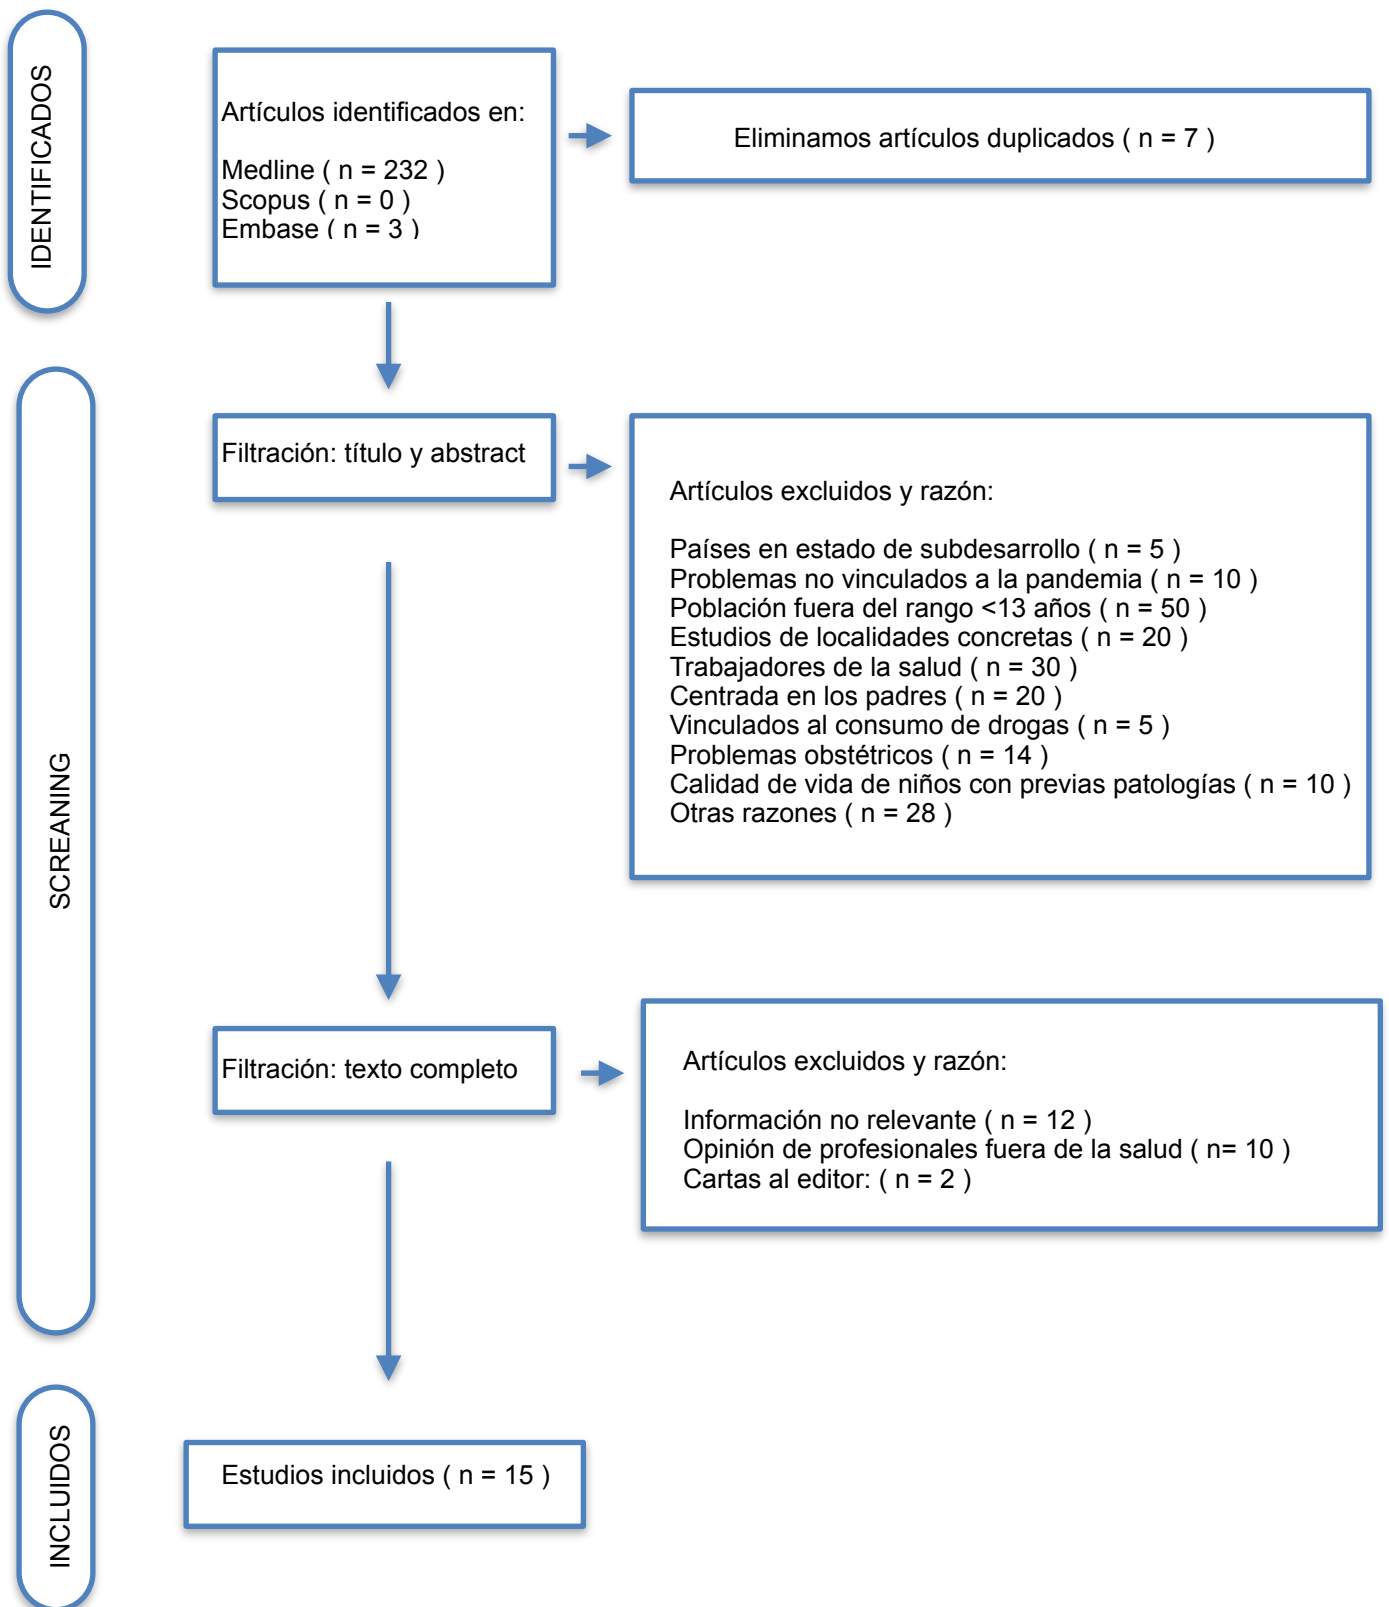 IDENTIFICADOS
Artículos identificados en:
Medline ( n = 232 )
Scopus ( n = 0 )
Embase ( n = 3 )
Eliminamos artículos duplicados ( n = 7 )
SCREANING
Filtración: título y abstract
Artículos excluidos y razón:
Países en estado de subdesarrollo ( n = 5 )
Problemas no vinculados a la pandemia ( n = 10 )
Población fuera del rango <13 años ( n = 50 )
Estudios de localidades concretas ( n = 20 )
Trabajadores de la salud ( n = 30 )
Centrada en los padres ( n = 20 )
Vinculados al consumo de drogas ( n = 5 )
Problemas obstétricos ( n = 14 )
Calidad de vida de niños con previas patologías ( n = 10 )
Otras razones ( n = 28 )
Filtración: texto completo
Artículos excluidos y razón:
Información no relevante ( n = 12 )
Opinión de profesionales fuera de la salud ( n= 10 )
Cartas al editor: ( n = 2 )
INCLUIDOS
Estudios incluidos ( n = 15 )